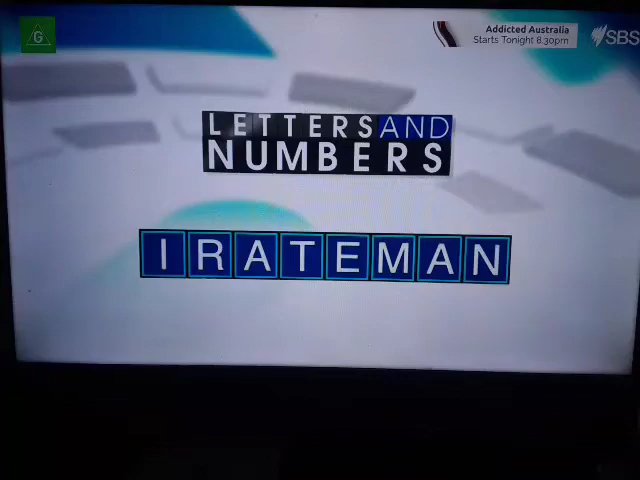 G
Addicted Australia
Starts Tonight 8.30pm
SBS
LETTERS AND
NUMBERS
IRATEMAN